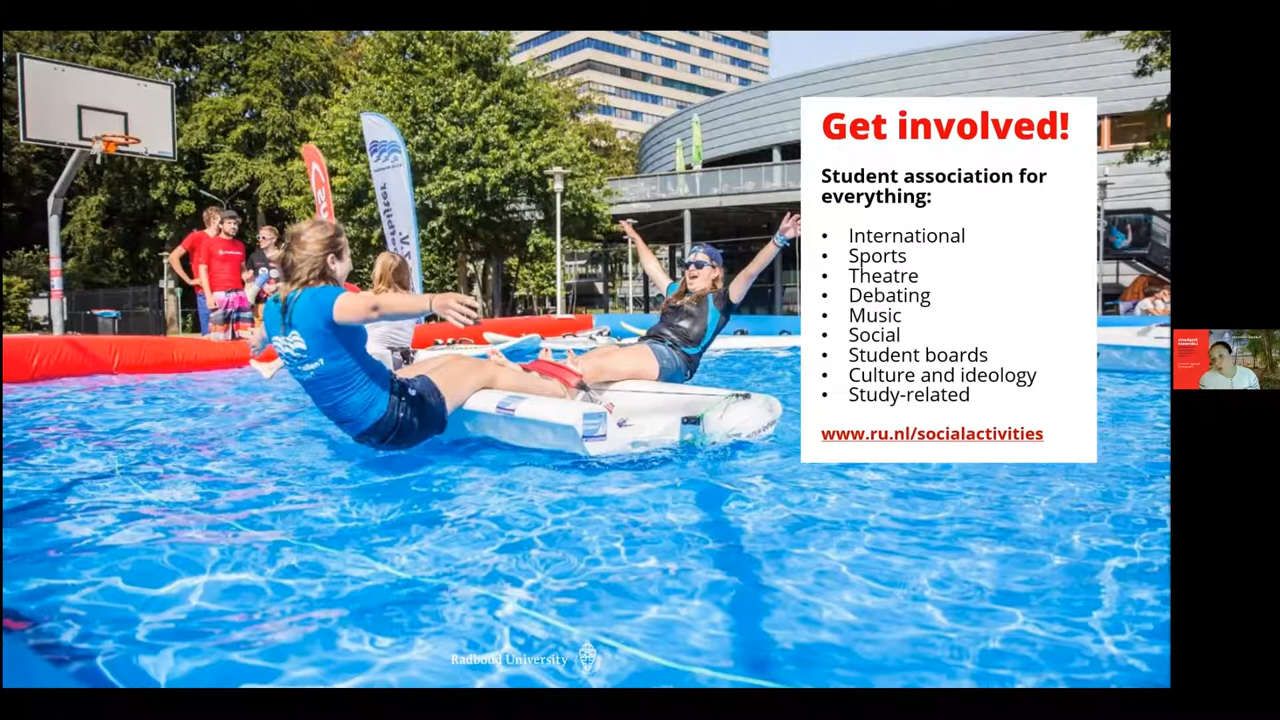 Get involved!
Student association for
everything:
• International
• Sports
• Theatre
• Debating
• Music
• Social
• Student boards
• Culture and ideology
• Study-related
www.ru.nl/socialactivities
Radboud University